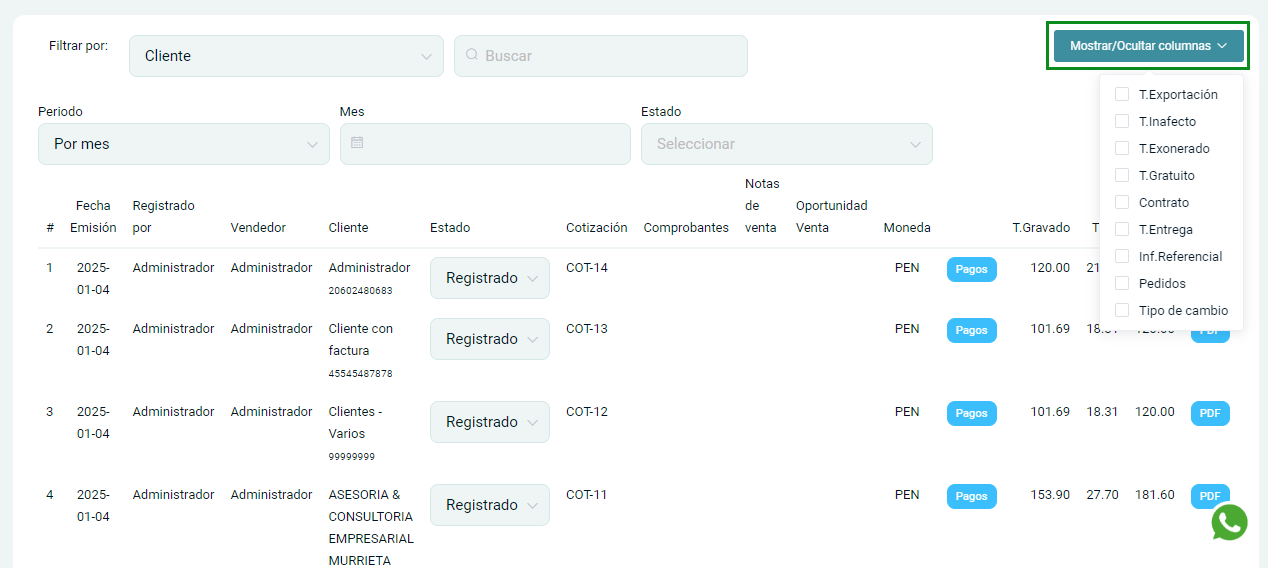 Filtrar por:
Cliente
Buscar
Mostrar/Ocultar columnas
T.Exportación
T.Inafecto
T.Exonerado
T.Gratuito
Contrato
T.Entrega
Inf.Referencial
Pedidos
Tipo de cambio
Periodo
Mes
Estado
Por mes
Seleccionar
# Fecha Emisión Registrado por Vendedor Cliente Estado Cotización Comprobantes Notas de venta Oportunidad Venta Moneda T.Gravado
1 2025-01-04 Administrador Administrador Administrador Registrado COT-14 PEN Pagos 120.00
20602480683
2 2025-01-04 Administrador Administrador Cliente con factura Registrado COT-13 PEN Pagos 101.69 18.31 120.00 PDF
45545487878
3 2025-01-04 Administrador Administrador Clientes - Varios Registrado COT-12 PEN Pagos 101.69 18.31 120.00 PDF
99999999
4 2025-01-04 Administrador Administrador ASESORIA & CONSULTORIA EMPRESARIAL MURRIETA Registrado COT-11 PEN Pagos 153.90 27.70 181.60 PDF